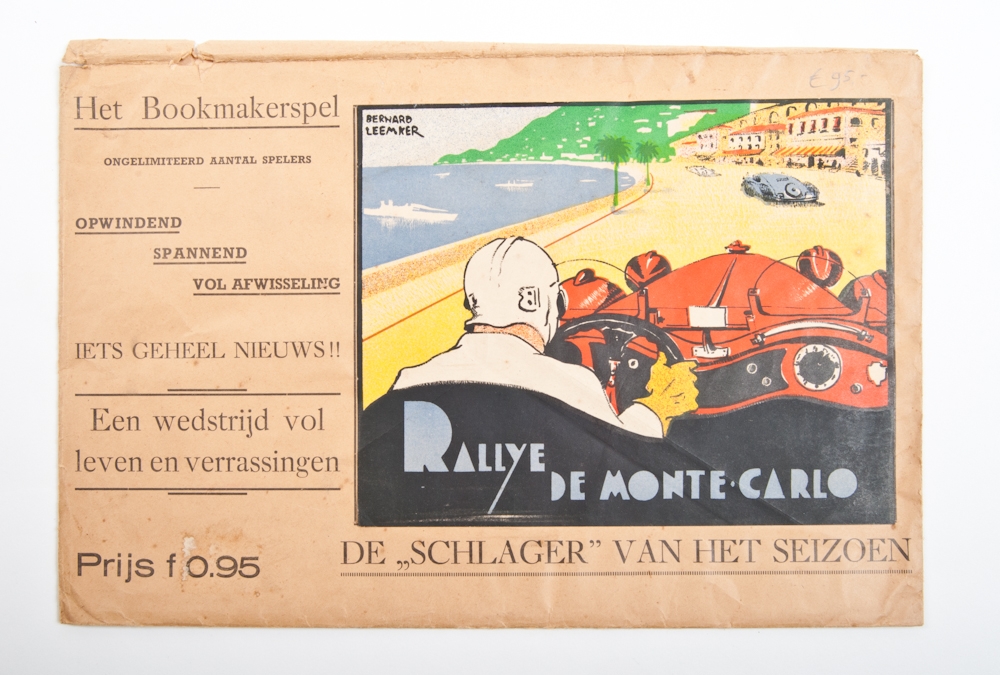 € 95-
Het Bookmakerspel
ONGELIMITEERD AANTAL SPELERS
OPWINDEND
SPANNEND
VOL AFWISSELING
IETS GEHEEL NIEUWS!!
Een wedstrijd vol
leven en verrassingen
Prijs f 0.95
BERNARD
LEEMKER
RALLYE
DE MONTE·CARLO
DE „SCHLAGER” VAN HET SEIZOEN